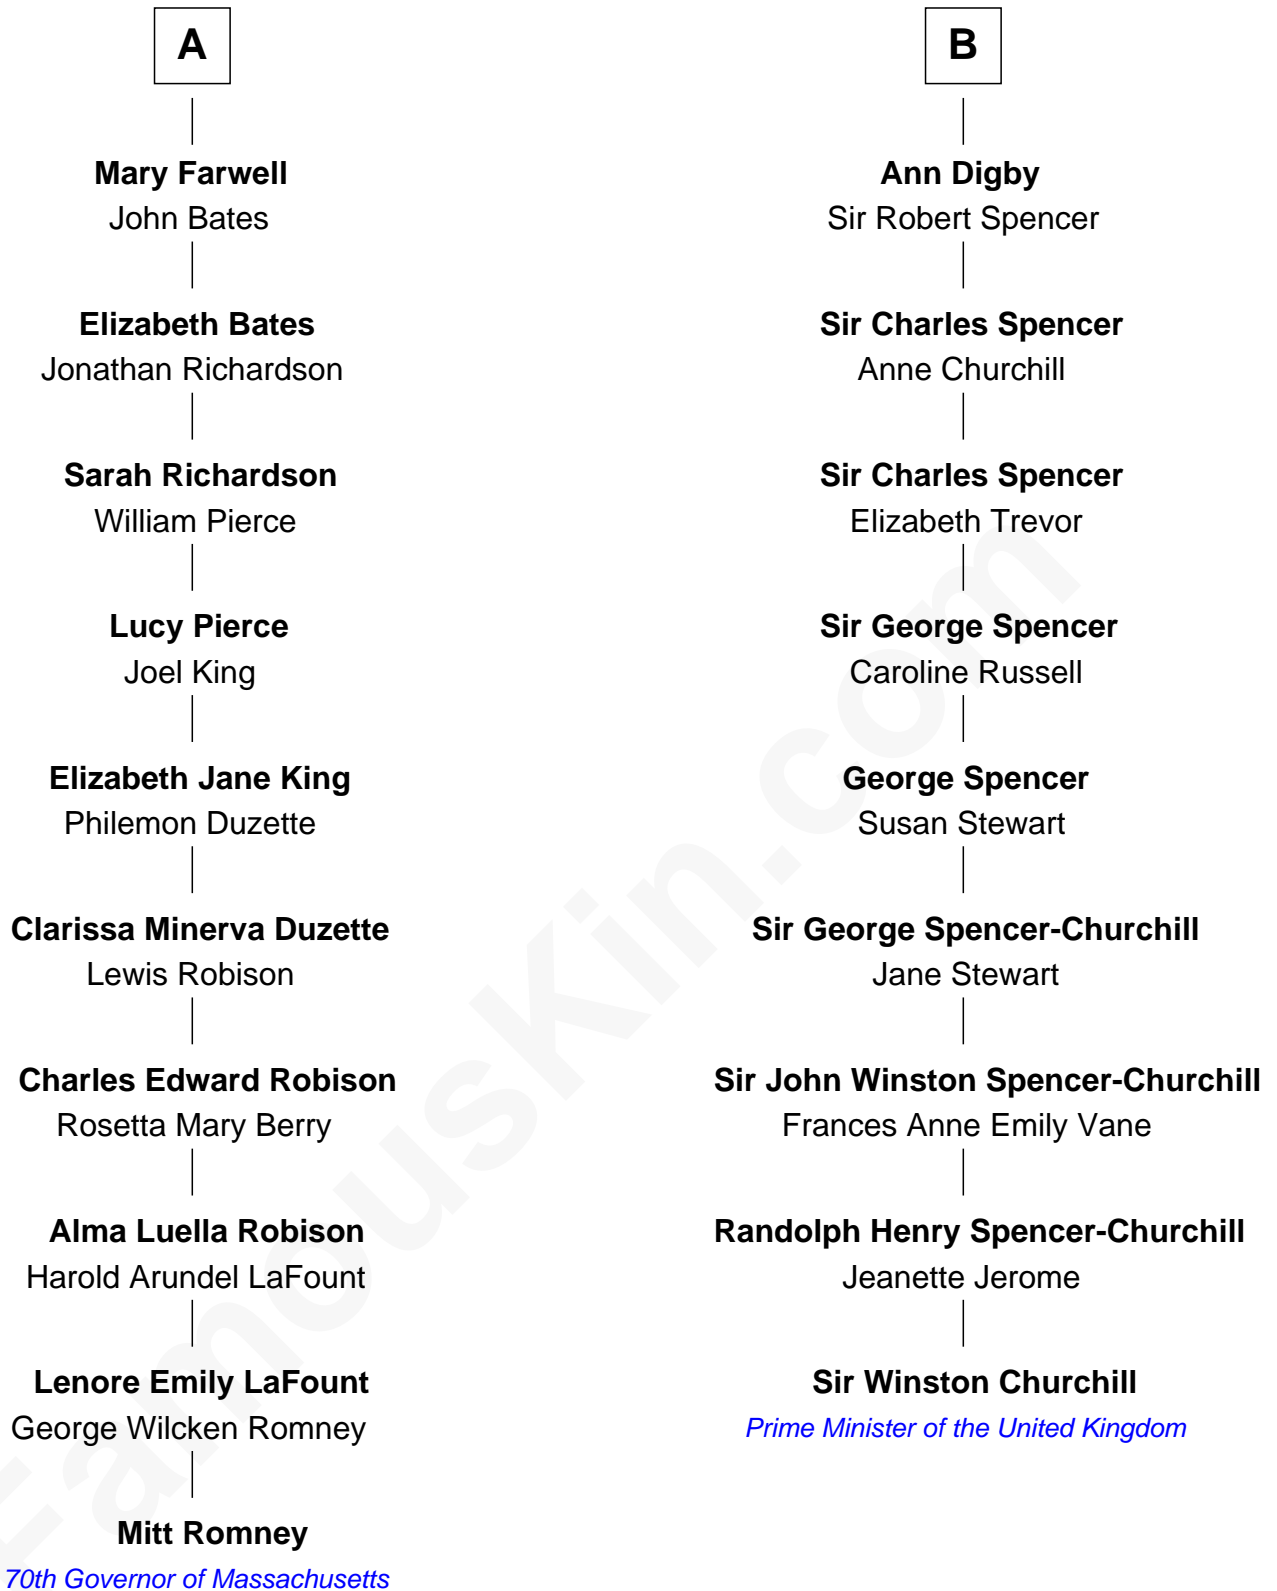 A
Mary Farwell
John Bates
Elizabeth Bates
Jonathan Richardson
Sarah Richardson
William Pierce
Lucy Pierce
Joel King
Elizabeth Jane King
Philemon Duzette
Clarissa Minerva Duzette
Lewis Robison
Charles Edward Robison
Rosetta Mary Berry
Alma Luella Robison
Harold Arundel LaFount
Lenore Emily LaFount
George Wilcken Romney
Mitt Romney
70th Governor of Massachusetts
B
Ann Digby
Sir Robert Spencer
Sir Charles Spencer
Anne Churchill
Sir Charles Spencer
Elizabeth Trevor
Sir George Spencer
Caroline Russell
George Spencer
Susan Stewart
Sir George Spencer-Churchill
Jane Stewart
Sir John Winston Spencer-Churchill
Frances Anne Emily Vane
Randolph Henry Spencer-Churchill
Jeanette Jerome
Sir Winston Churchill
Prime Minister of the United Kingdom
FamousKin.com